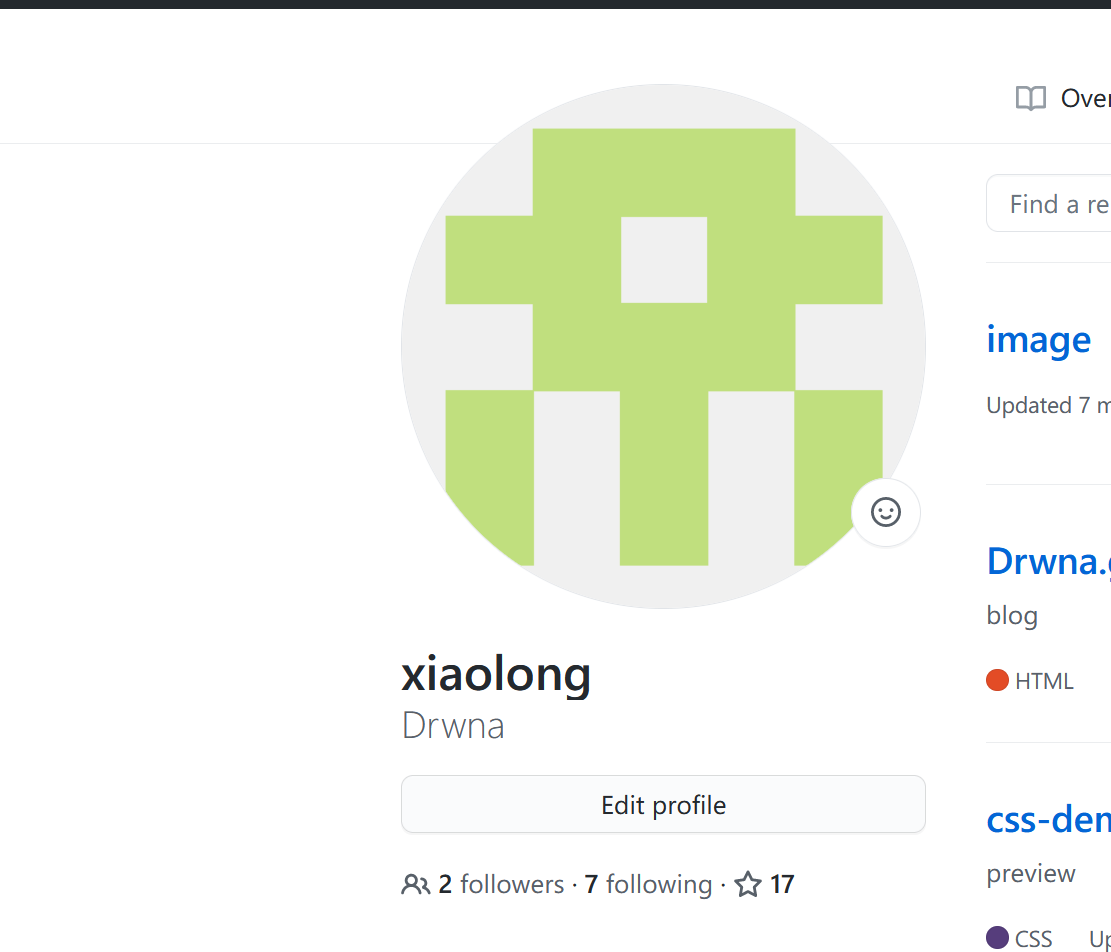 Over
Find a re
image
Updated 7 m
Drwna.g
blog
HTML
xiaolong
Drwna
Edit profile
2 followers · 7 following · 17
css-dem
preview
CSS Up